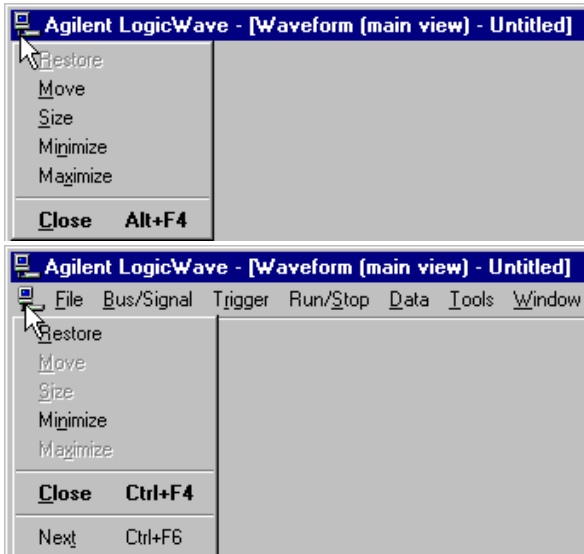 Agilent LogicWave - [Waveform (main view) - Untitled]
Restore
Move
Size
Minimize
Maximize
Close Alt+F4
Agilent LogicWave - [Waveform (main view) - Untitled]
File Bus/Signal Trigger Run/Stop Data Tools Window
Restore
Move
Size
Minimize
Maximize
Close Ctrl+F4
Next Ctrl+F6